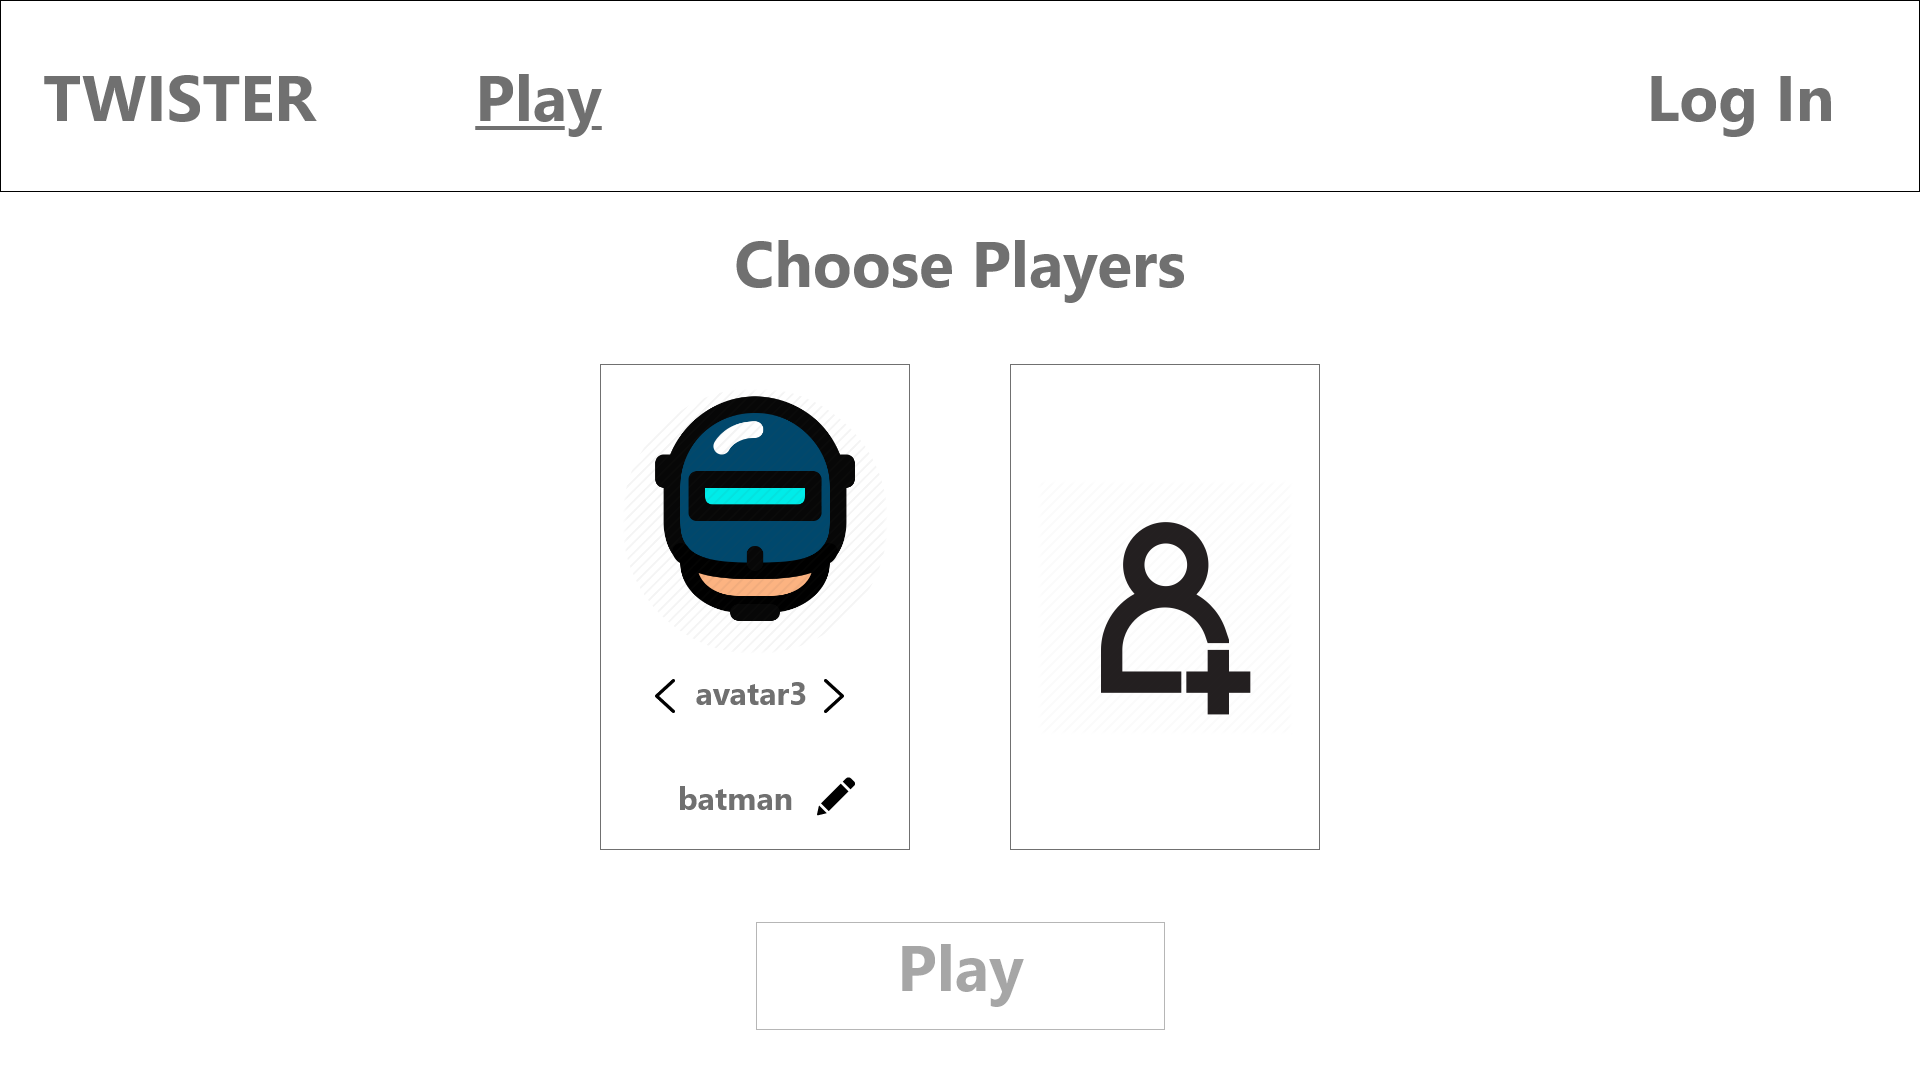 TWISTER Play Log In
Choose Players
avatar3
batman
Play